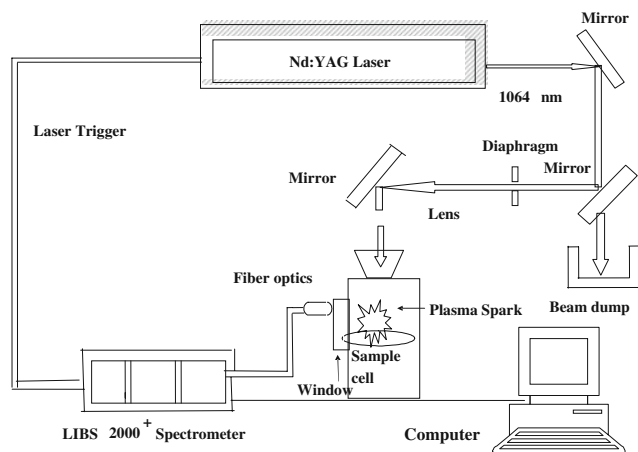 Mirror
Nd:YAG Laser
1064 nm
Laser Trigger
Diaphragm
Mirror
Mirror
Lens
Fiber optics
Plasma Spark
Beam dump
Sample
cell
Window
LIBS 2000+ Spectrometer
Computer